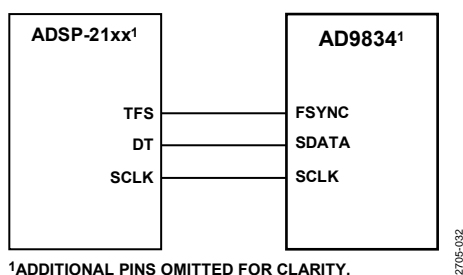 ADSP-21xx¹
AD9834¹
TFS
FSYNC
DT
SDATA
SCLK
SCLK
¹ADDITIONAL PINS OMITTED FOR CLARITY.
2705-032